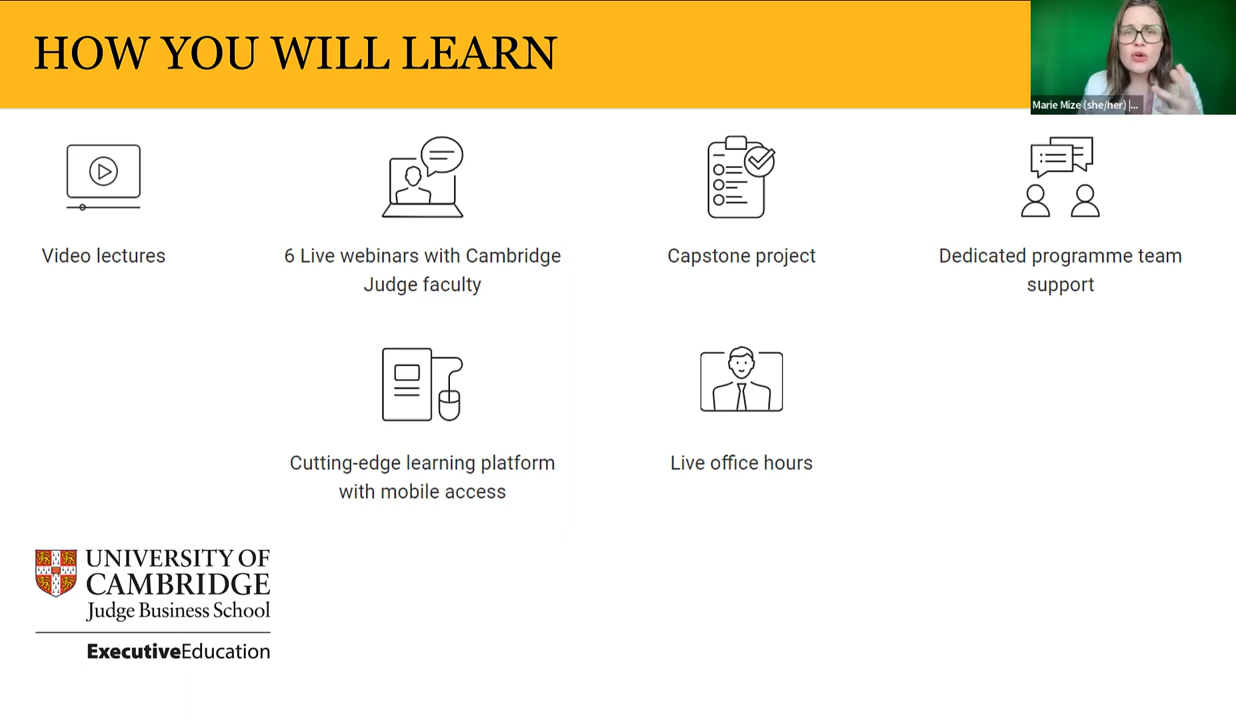 HOW YOU WILL LEARN
Marie Mize (she/her) |...
Video lectures
6 Live webinars with Cambridge
Judge faculty
Capstone project
Dedicated programme team
support
Cutting-edge learning platform
with mobile access
Live office hours
UNIVERSITY OF
CAMBRIDGE
Judge Business School
ExecutiveEducation